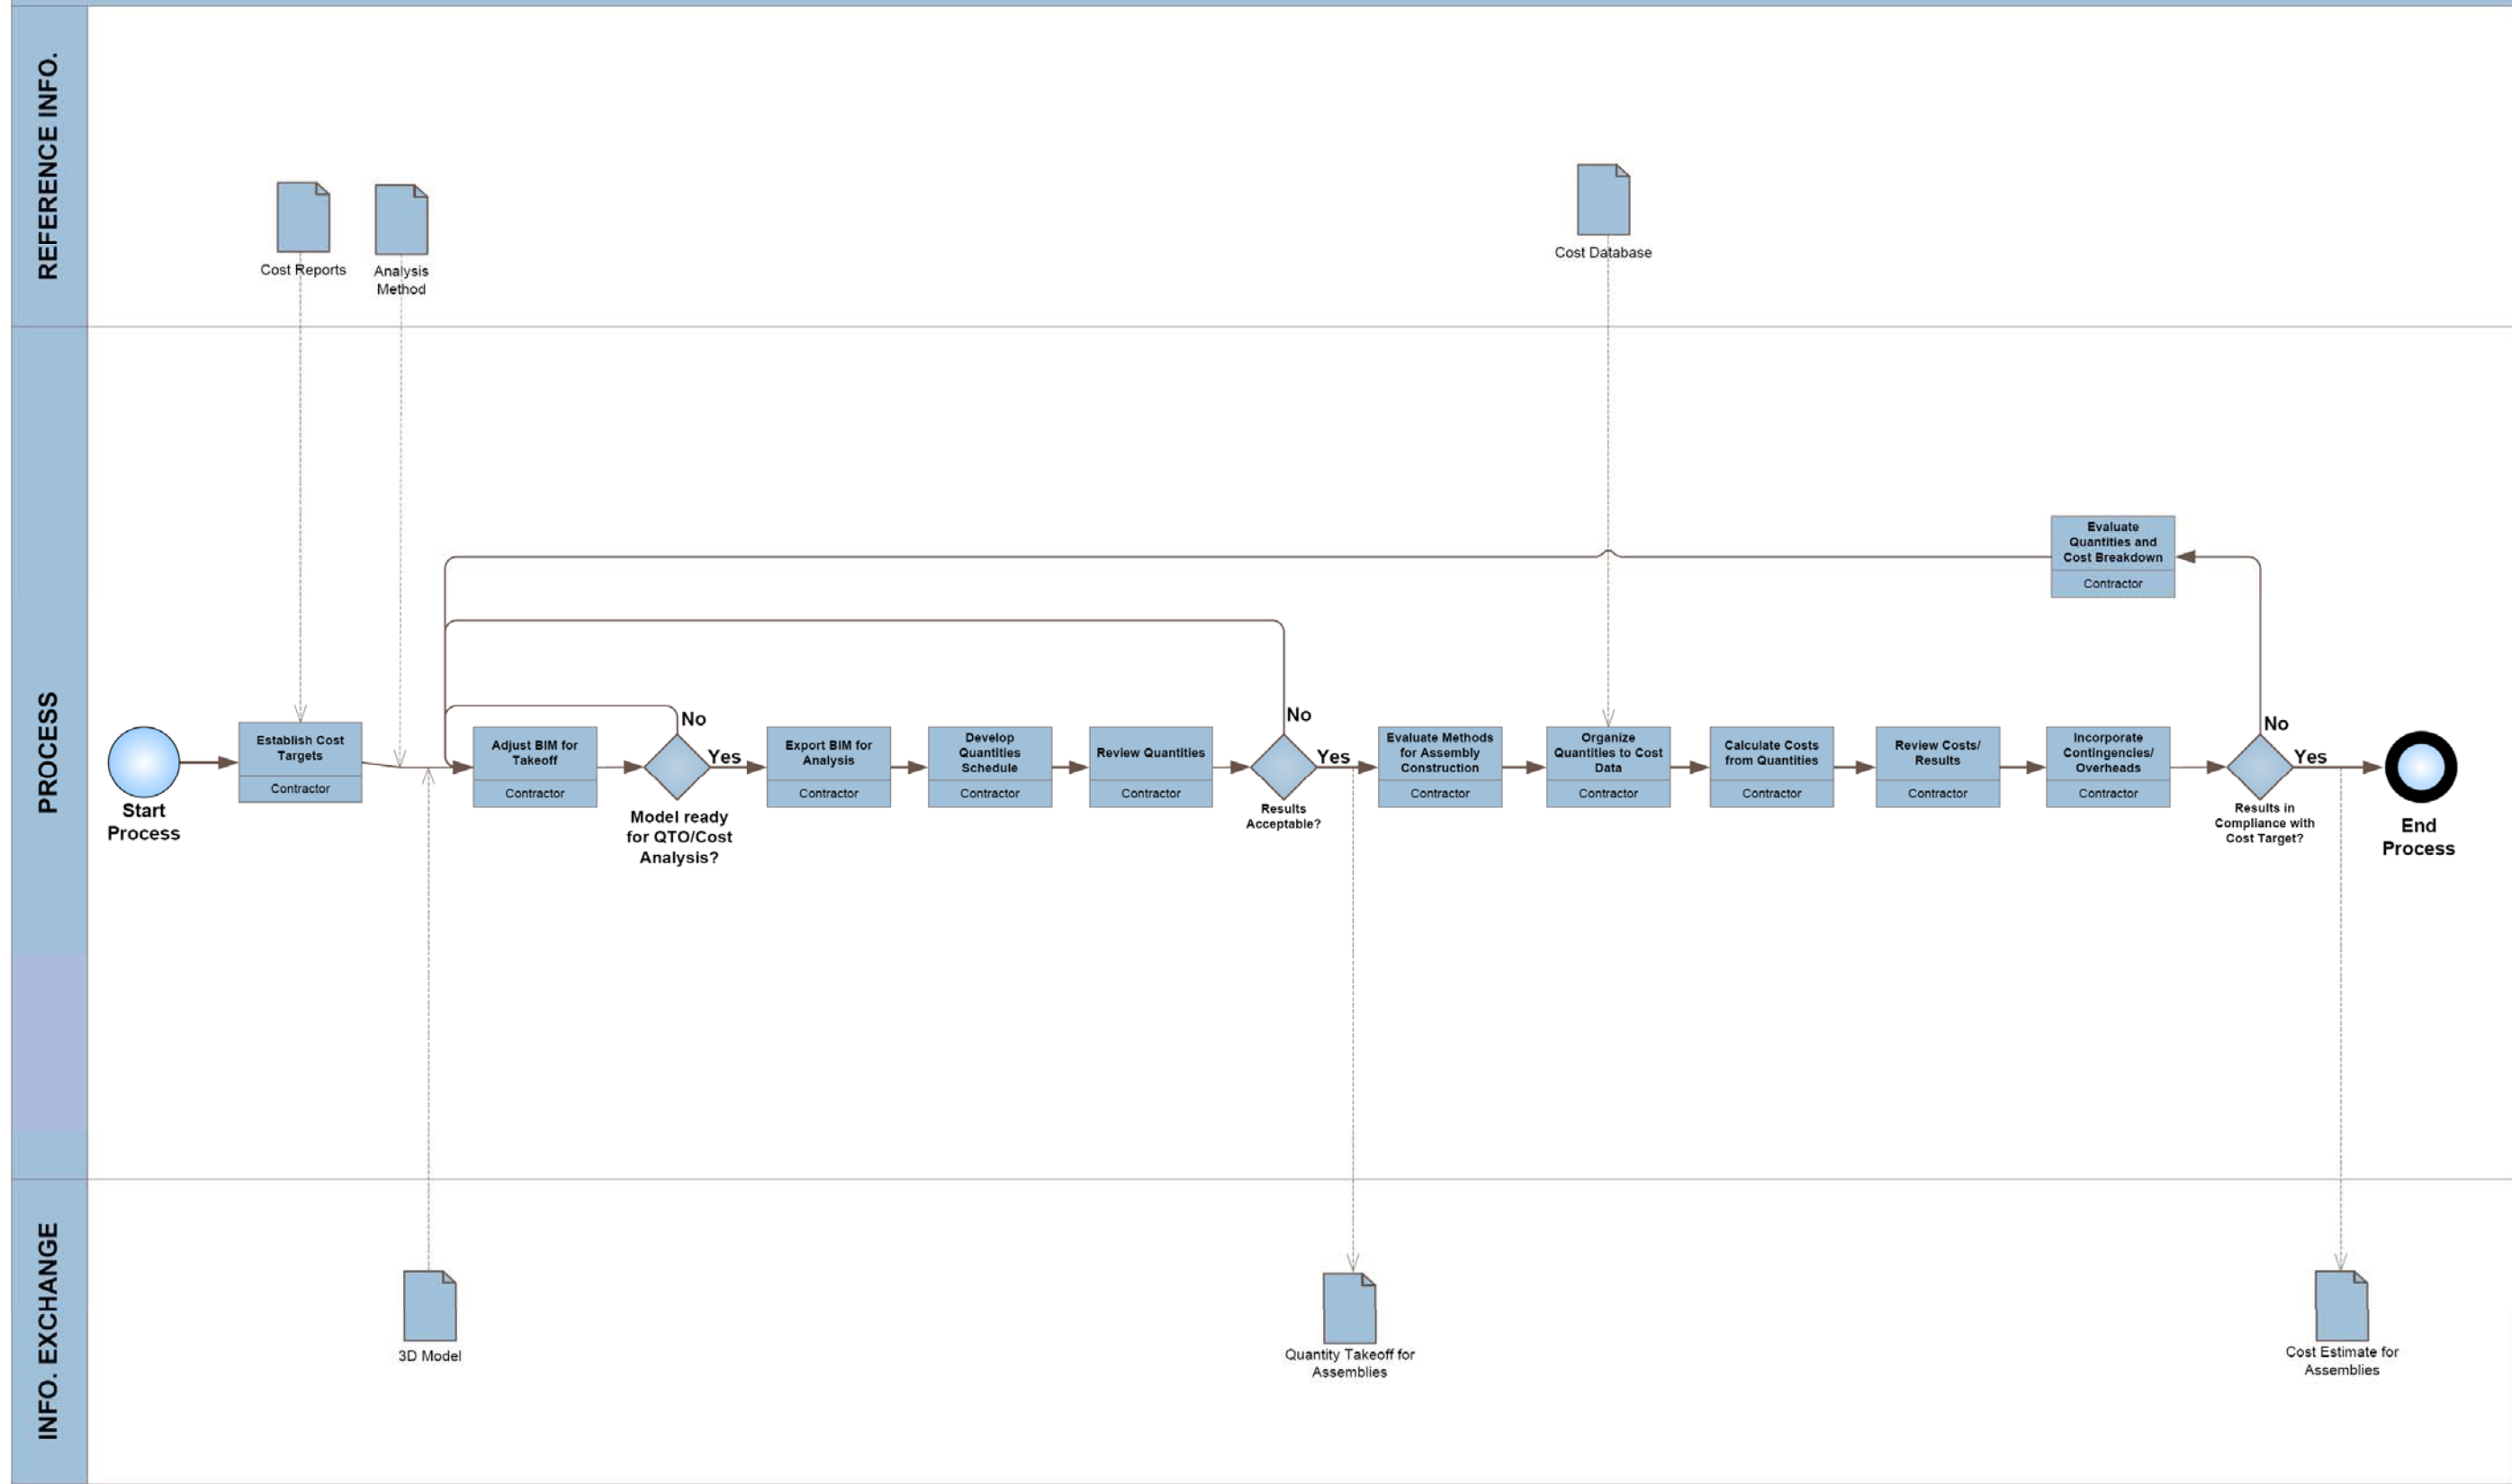 REFERENCE INFO.
Cost Reports
Analysis
Method
Cost Database
PROCESS
Evaluate
Quantities and
Cost Breakdown
Contractor
Start
Process
Establish Cost
Targets
Contractor
Adjust BIM for
Takeoff
Contractor
No
Yes
Model ready
for QTO/Cost
Analysis?
Export BIM for
Analysis
Contractor
Develop
Quantities
Schedule
Contractor
Review Quantities
Contractor
No
Yes
Results
Acceptable?
Evaluate Methods
for Assembly
Construction
Contractor
Organize
Quantities to Cost
Data
Contractor
Calculate Costs
from Quantities
Contractor
Review Costs/
Results
Contractor
Incorporate
Contingencies/
Overheads
Contractor
No
Yes
Results in
Compliance with
Cost Target?
End
Process
INFO. EXCHANGE
3D Model
Quantity Takeoff for
Assemblies
Cost Estimate for
Assemblies